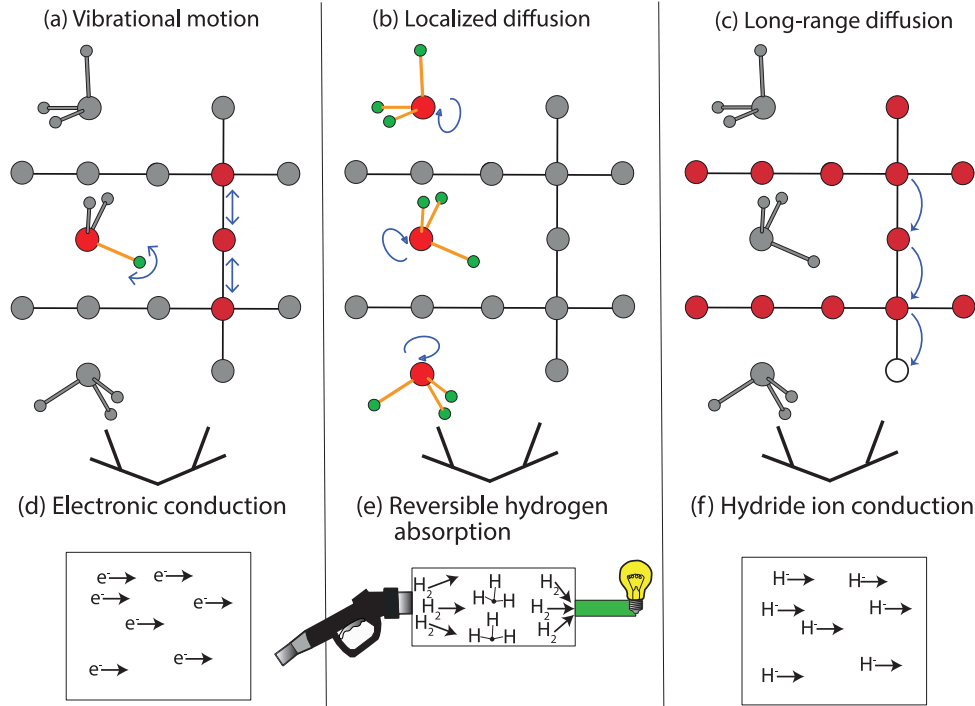 (a) Vibrational motion
(b) Localized diffusion
(c) Long-range diffusion
(d) Electronic conduction
(e) Reversible hydrogen
absorption
(f) Hydride ion conduction
e⁻ e⁻
e⁻ e⁻
e⁻
e⁻ e⁻
H₂ H H₂
H H
H₂ H₂
H₂ H H₂
H H
H⁻ H⁻
H⁻ H⁻
H⁻
H⁻ H⁻